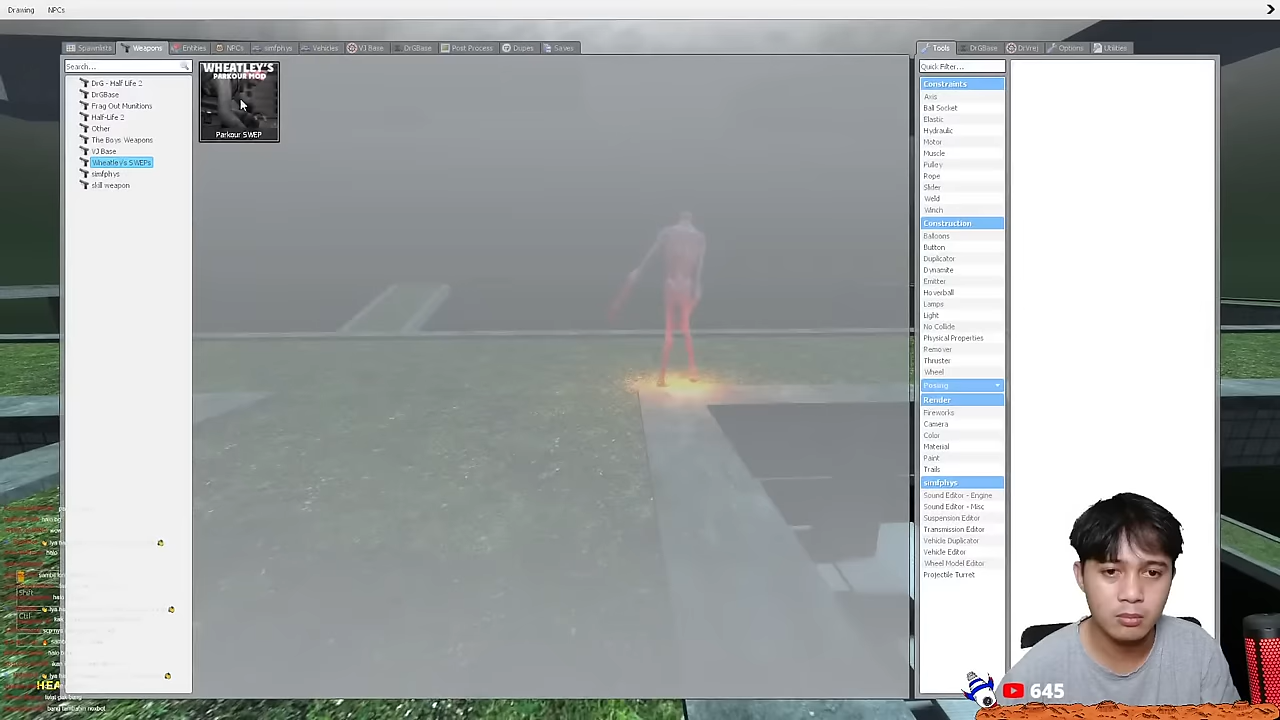 Drawing NPCs
Spawnlists Weapons Entities NPCs simfphys Vehicles VJ Base DrGBase Post Process Dupes Saves
Tools DrGBase DrVrej Options Utilities
Search...
DrG - Half Life 2
DrGBase
Frag Out Munitions
Half-Life 2
Other
The Boys Weapons
VJ Base
Wheatley's SWEPs
simfphys
skill weapon
WHEATLEY'S
PARKOUR MOD
Parkour SWEP
Quick Filter...
Constraints
Axis
Ball Socket
Elastic
Hydraulic
Motor
Muscle
Pulley
Rope
Slider
Weld
Winch
Construction
Balloons
Button
Duplicator
Dynamite
Emitter
Hoverball
Lamps
Light
No Collide
Physical Properties
Remover
Thruster
Wheel
Posing
Render
Fireworks
Camera
Color
Material
Paint
Trails
simfphys
Sound Editor - Engine
Sound Editor - Misc
Suspension Editor
Transmission Editor
Vehicle Duplicator
Vehicle Editor
Wheel Model Editor
Projectile Turret
Shift
Ctrl
645